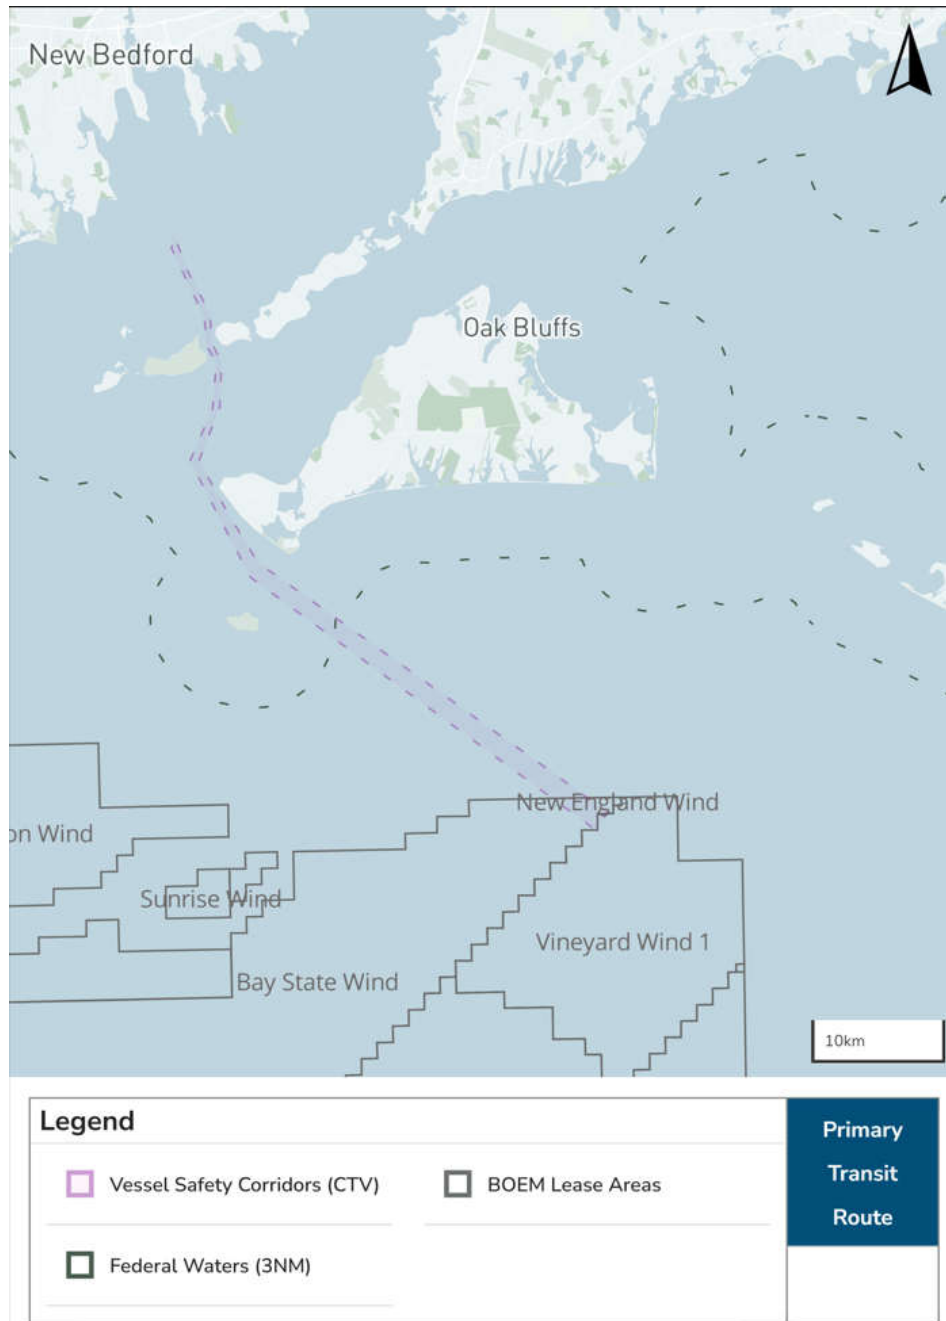 New Bedford
Oak Bluffs
New England Wind
on Wind
Sunrise Wind
Vineyard Wind 1
Bay State Wind
10km
Legend
Vessel Safety Corridors (CTV)
BOEM Lease Areas
Federal Waters (3NM)
Primary
Transit
Route